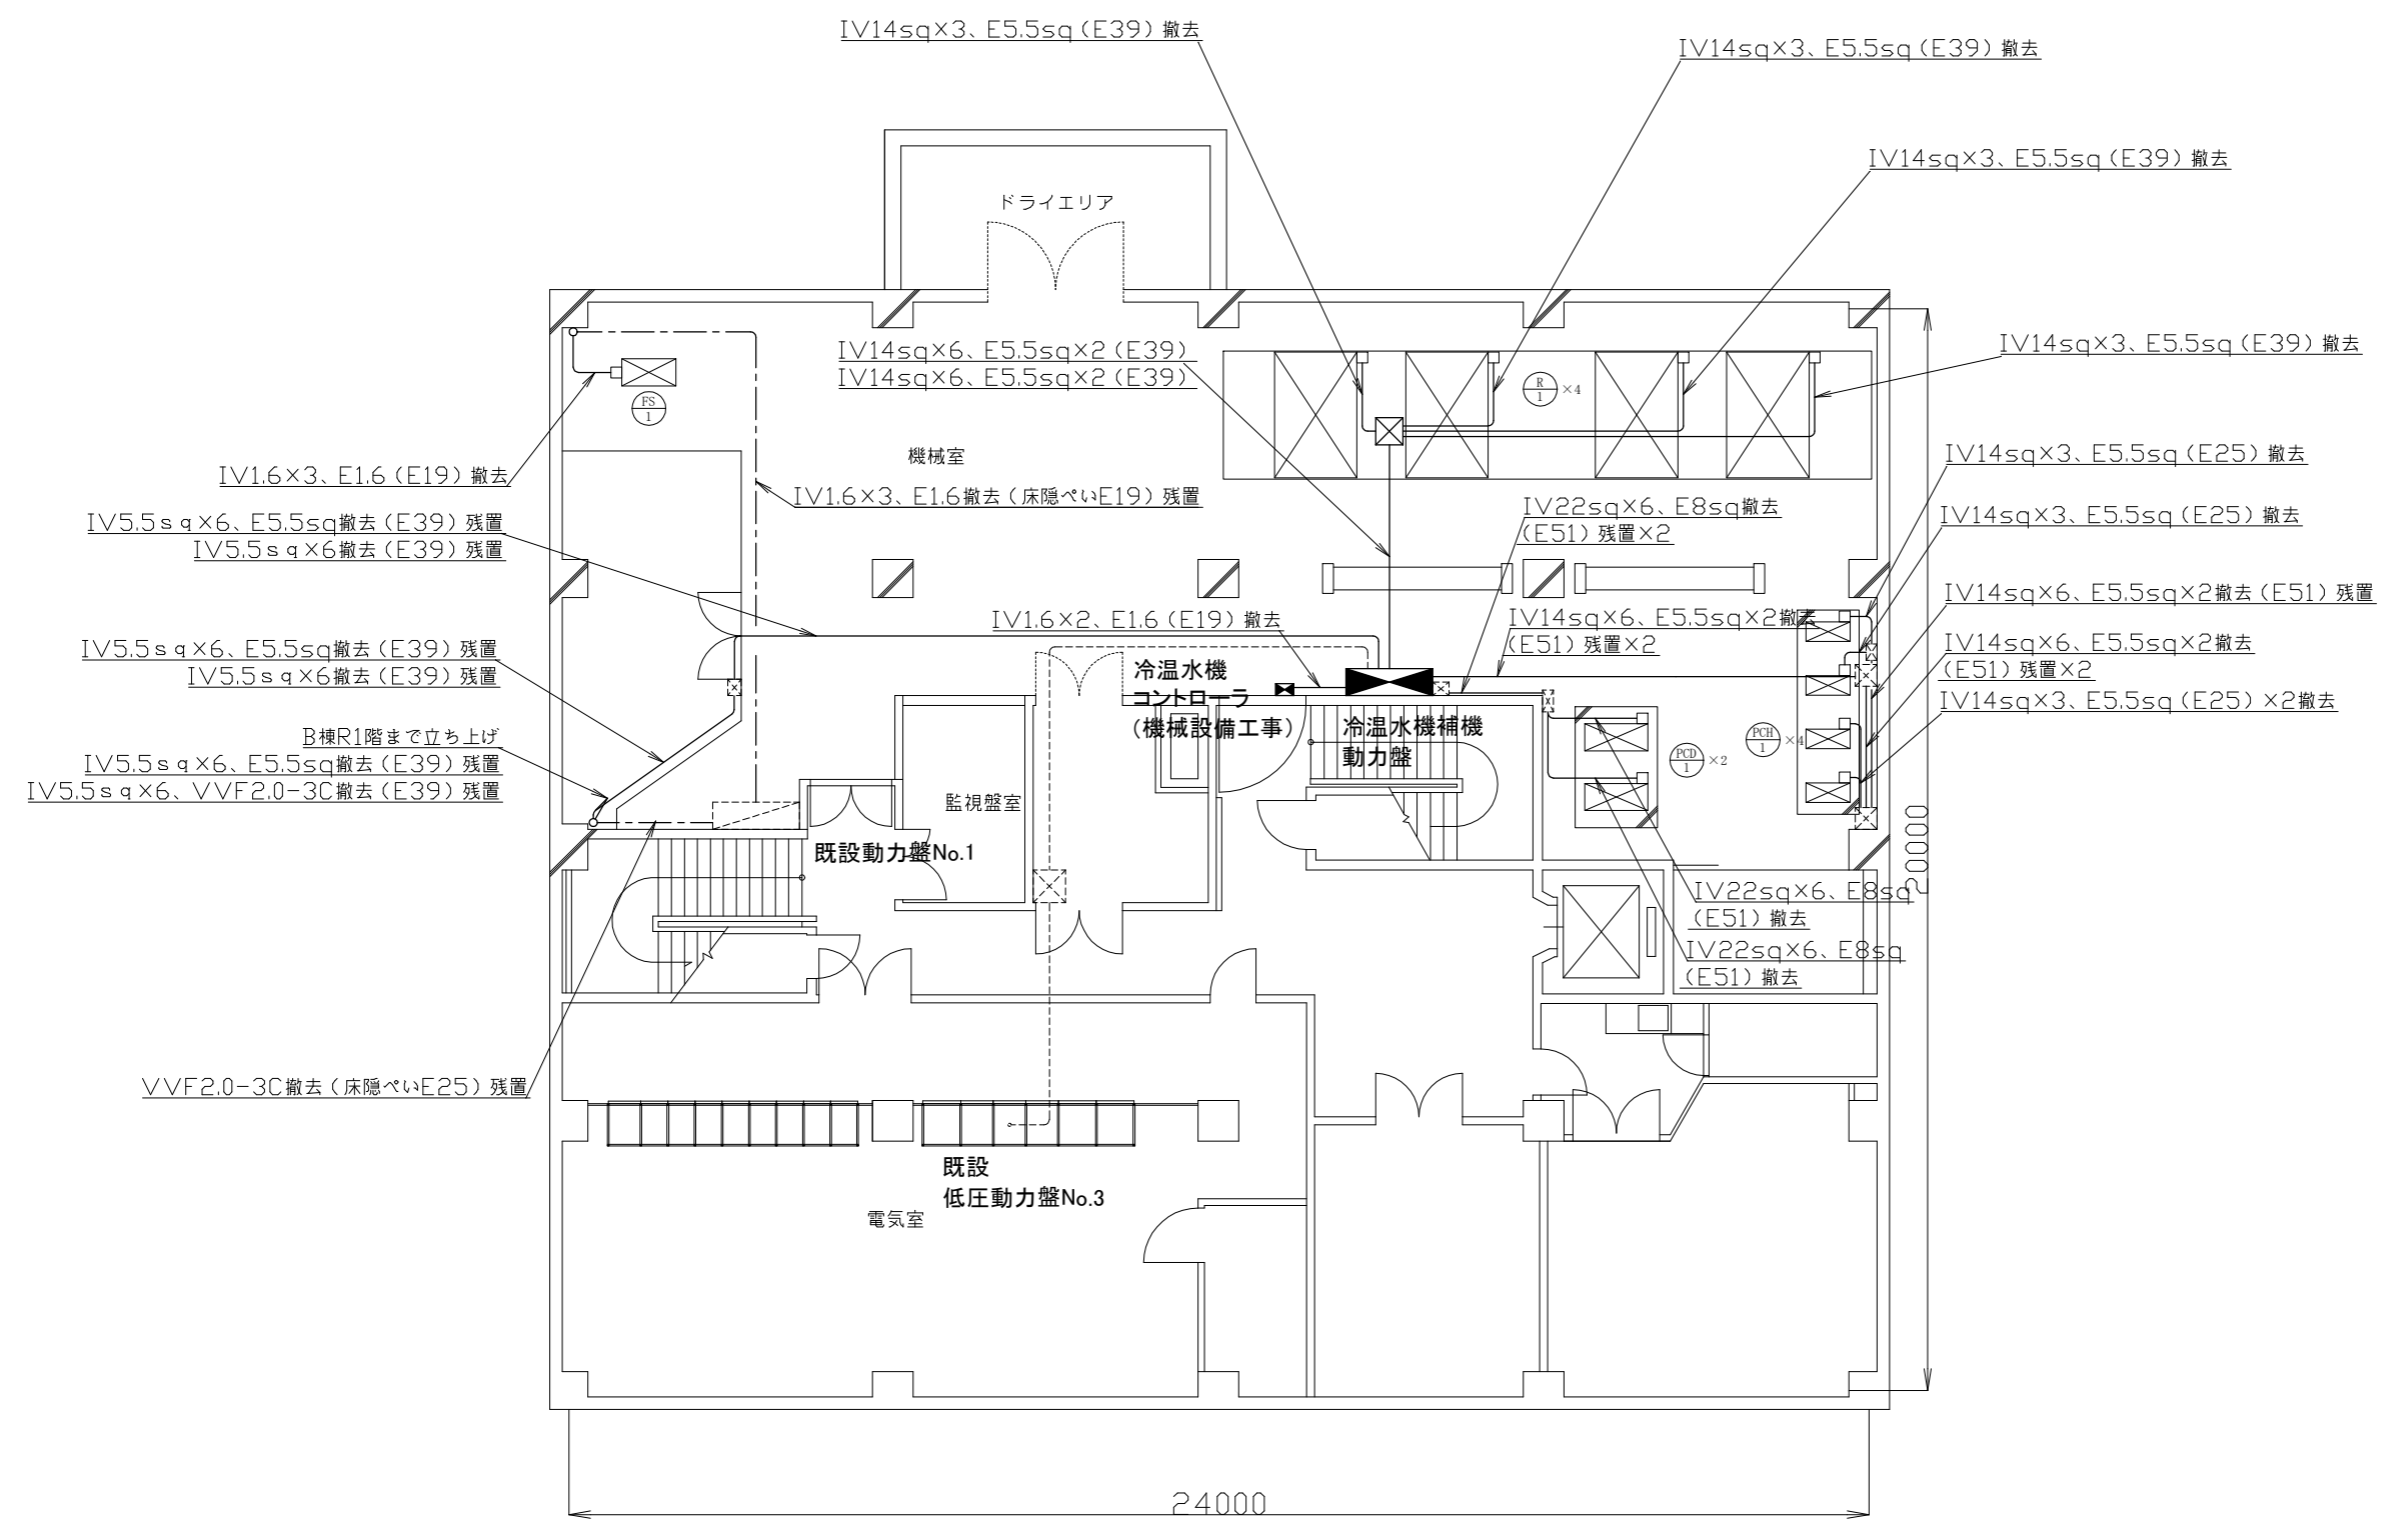 IV14sq×3、E5.5sq(E39)撤去
IV14sq×3、E5.5sq(E39)撤去
IV14sq×3、E5.5sq(E39)撤去
ドライエリア
IV14sq×6、E5.5sq×2(E39)
IV14sq×6、E5.5sq×2(E39)
IV14sq×3、E5.5sq(E39)撤去
R
1
×4
FS
1
機械室
IV14sq×3、E5.5sq(E25)撤去
IV1.6×3、E1.6(E19)撤去
IV1.6×3、E1.6撤去(床隠ぺいE19)残置
IV22sq×6、E8sq撤去
(E51)残置×2
IV14sq×3、E5.5sq(E25)撤去
IV5.5sq×6、E5.5sq撤去(E39)残置
IV5.5sq×6撤去(E39)残置
IV14sq×6、E5.5sq×2撤去(E51)残置
IV1.6×2、E1.6(E19)撤去
IV14sq×6、E5.5sq×2撤去
(E51)残置×2
IV14sq×6、E5.5sq×2撤去
(E51)残置×2
IV5.5sq×6、E5.5sq撤去(E39)残置
IV5.5sq×6撤去(E39)残置
冷温水機
コントローラ
(機械設備工事)
IV14sq×3、E5.5sq(E25)×2撤去
冷温水機補機
動力盤
B棟R1階まで立ち上げ
IV5.5sq×6、E5.5sq撤去(E39)残置
IV5.5sq×6、VVF2.0-3C撤去(E39)残置
PCD
1
×2
PCH
1
×4
監視盤室
既設動力盤No.1
20000
IV22sq×6、E8sq
(E51)撤去
IV22sq×6、E8sq
(E51)撤去
VVF2.0-3C撤去(床隠ぺいE25)残置
既設
低圧動力盤No.3
電気室
24000